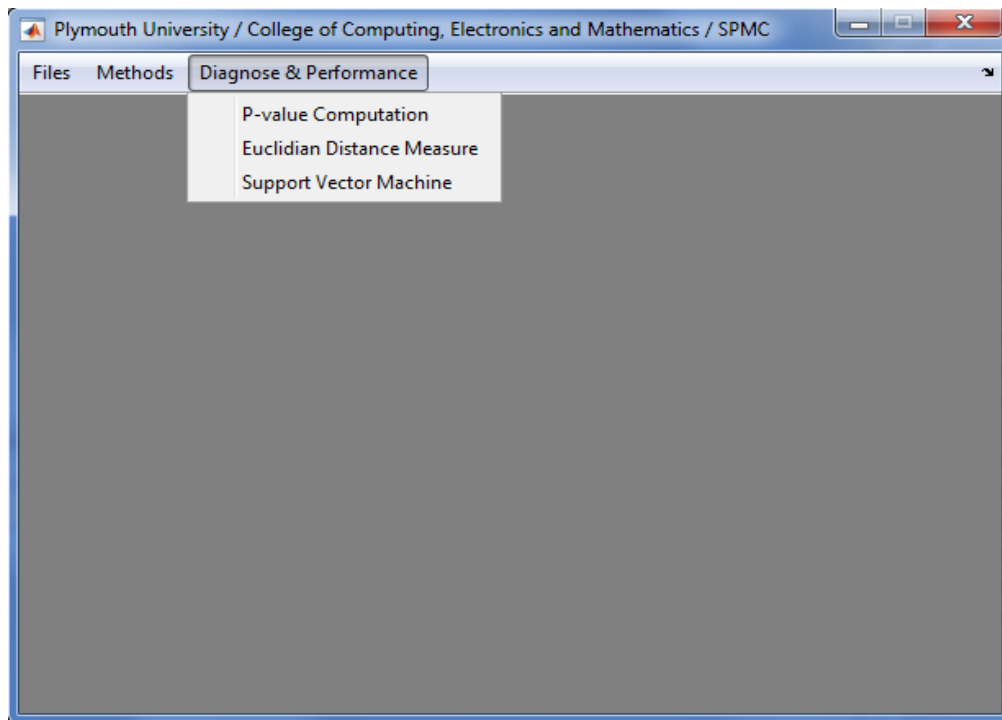 Plymouth University / College of Computing, Electronics and Mathematics / SPMC
Files Methods Diagnose & Performance
P-value Computation
Euclidian Distance Measure
Support Vector Machine